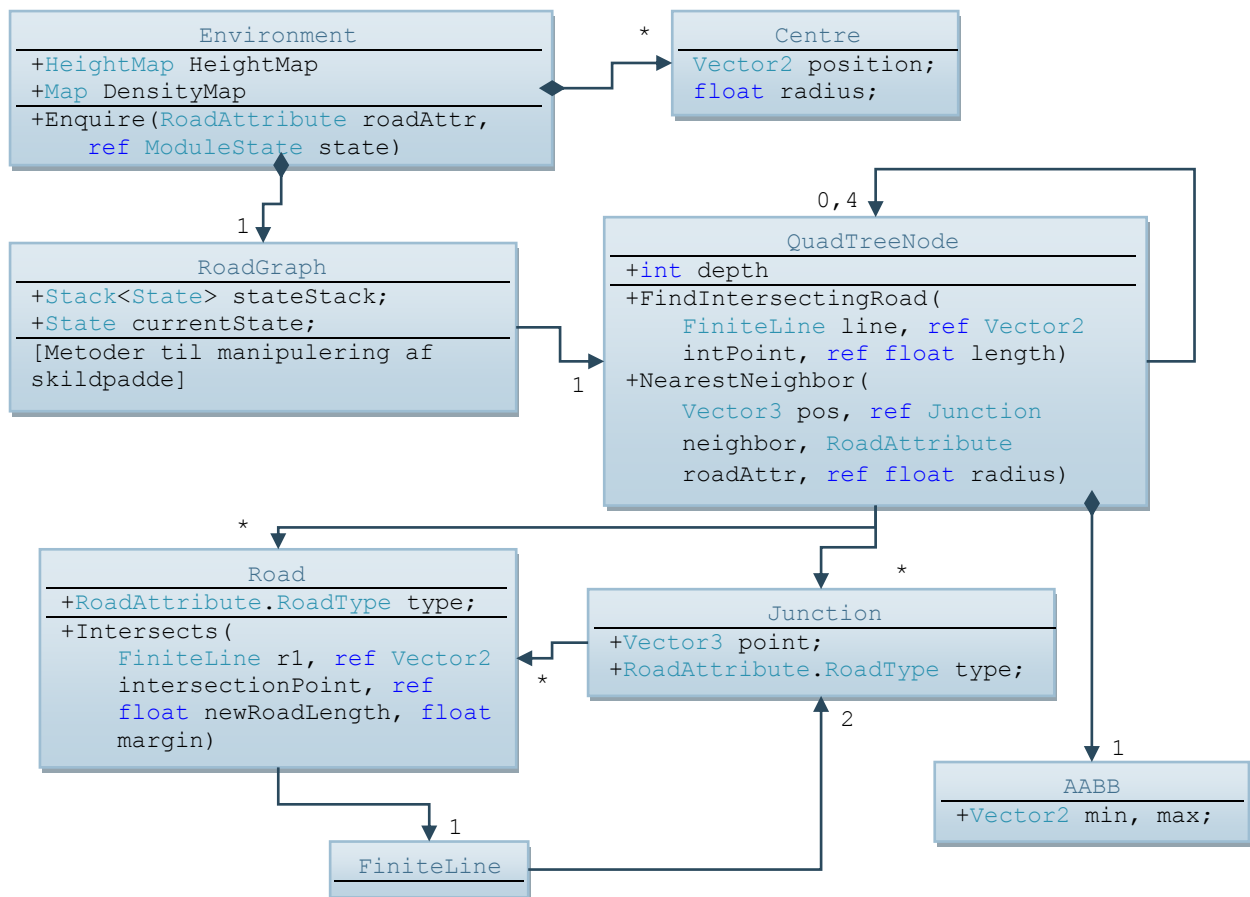 Environment
+HeightMap HeightMap
+Map DensityMap
+Enquire(RoadAttribute roadAttr,
ref ModuleState state)
*
Centre
Vector2 position;
float radius;
1
RoadGraph
+Stack<State> stateStack;
+State currentState;
[Metoder til manipulering af
skildpadde]
1
0,4
QuadTreeNode
+int depth
+FindIntersectingRoad(
FiniteLine line, ref Vector2
intPoint, ref float length)
+NearestNeighbor(
Vector3 pos, ref Junction
neighbor, RoadAttribute
roadAttr, ref float radius)
*
Road
+RoadAttribute.RoadType type;
+Intersects(
FiniteLine r1, ref Vector2
intersectionPoint, ref
float newRoadLength, float
margin)
*
*
Junction
+Vector3 point;
+RoadAttribute.RoadType type;
2
1
AABB
+Vector2 min, max;
1
FiniteLine